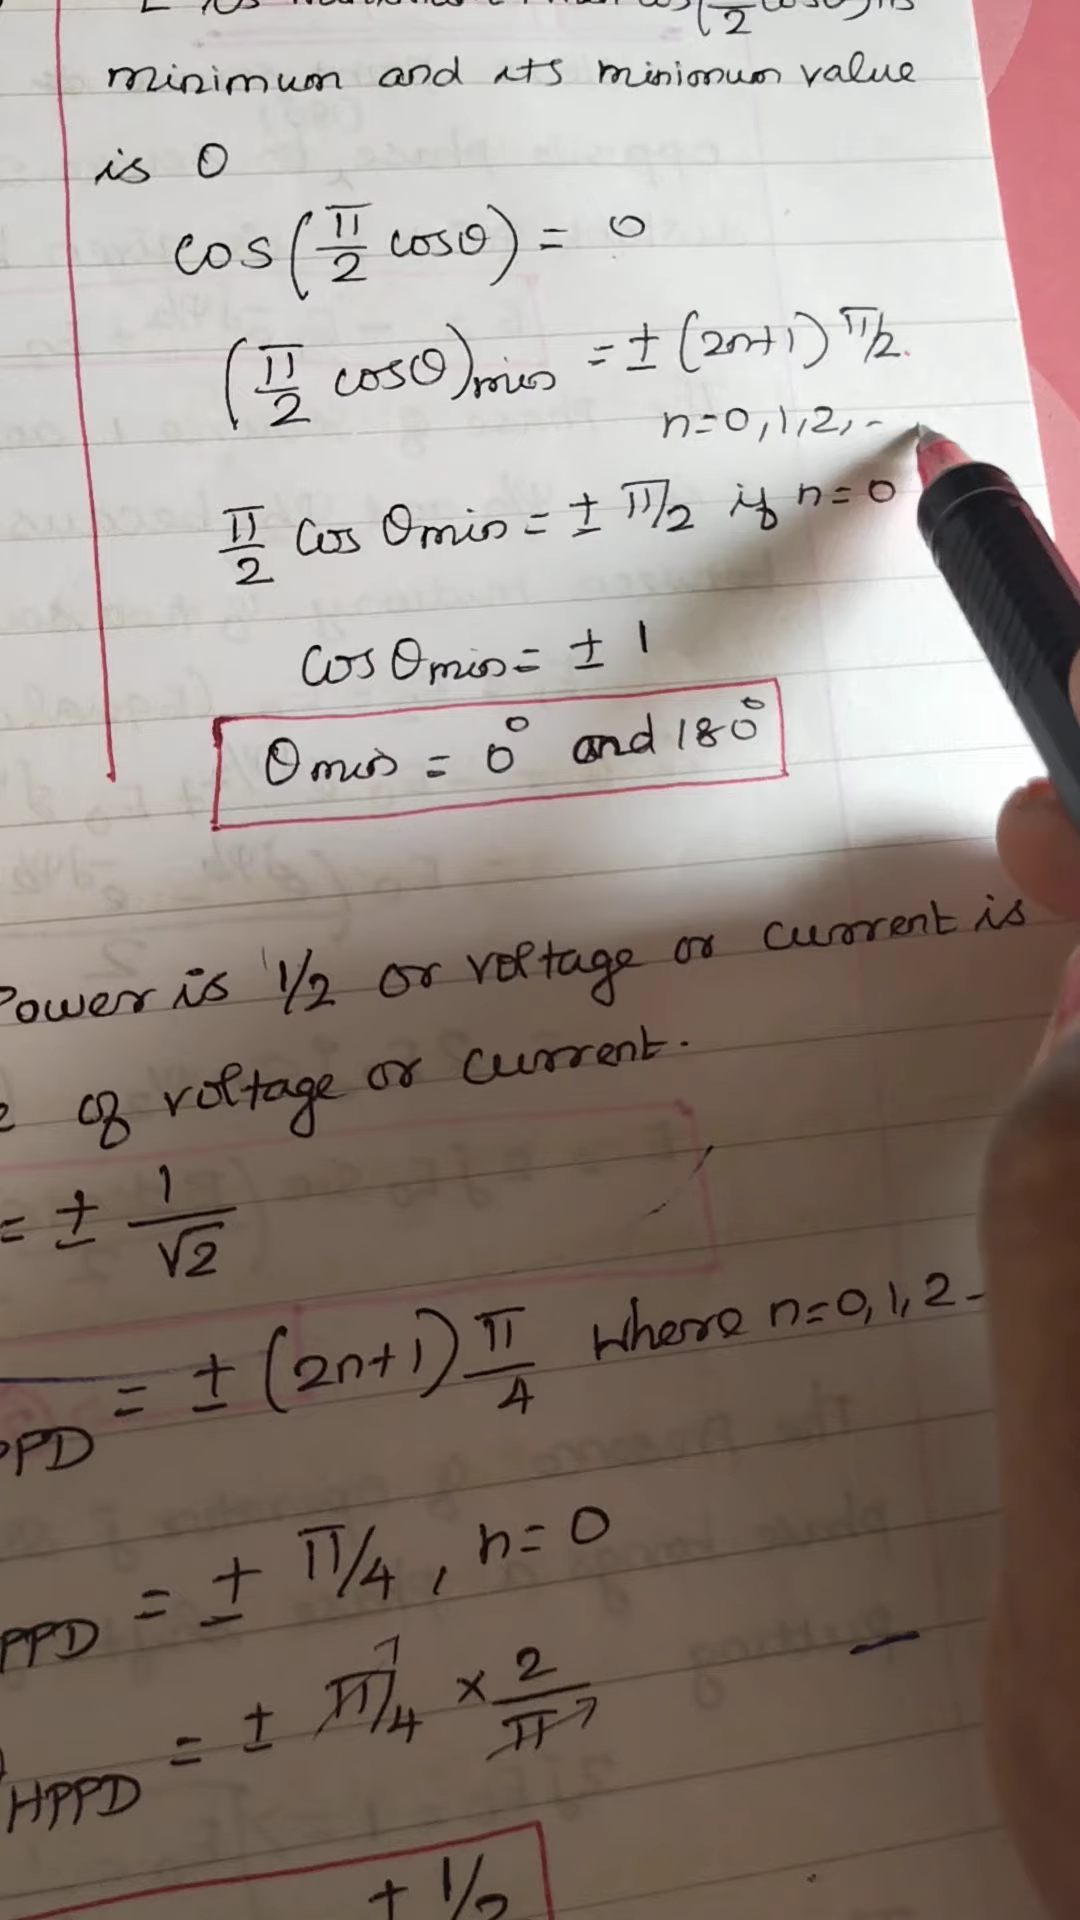 minimum and its minimum value
is 0
cos(π/2 cosθ) = 0
(π/2 cosθ)min = ± (2n+1) π/2.
n=0,1,2,-
π/2 cos θmin = ± π/2 if n=0
cos θmin = ± 1
θmin = 0° and 180°
Power is 1/2 or voltage or current is
of voltage or current.
= ± 1/√2
PPD = ± (2n+1) π/4 where n=0,1,2-
PPD = ± π/4, n=0
HPPD = ± π/4 × 2/π
± 1/2